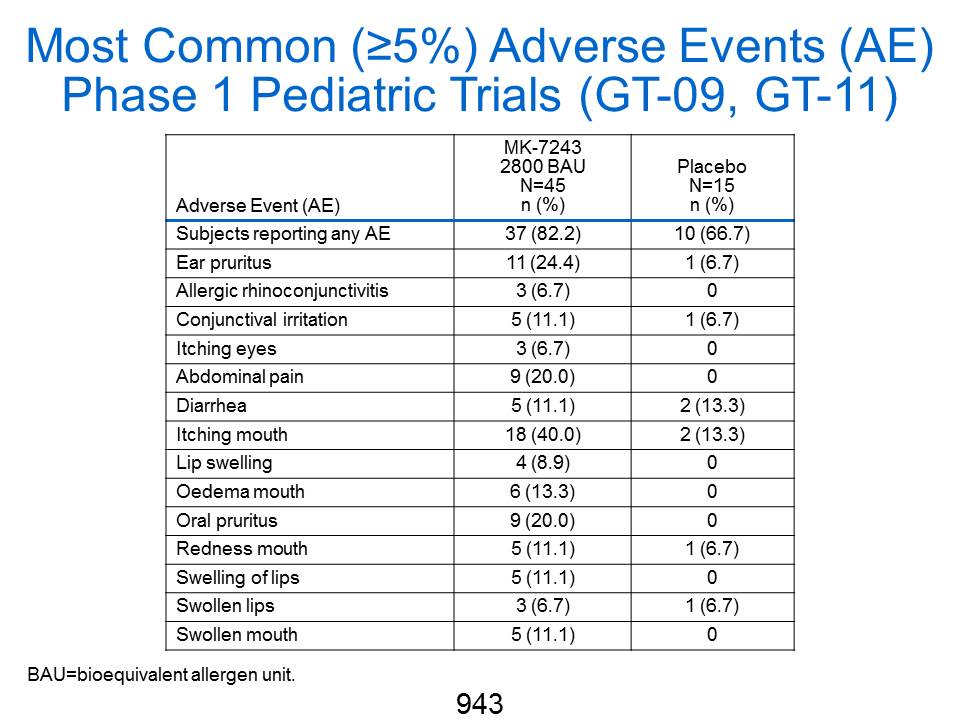 Most Common (≥5%) Adverse Events (AE)
Phase 1 Pediatric Trials (GT-09, GT-11)
Adverse Event (AE) MK-7243 2800 BAU N=45 n (%) Placebo N=15 n (%)
Subjects reporting any AE 37 (82.2) 10 (66.7)
Ear pruritus 11 (24.4) 1 (6.7)
Allergic rhinoconjunctivitis 3 (6.7) 0
Conjunctival irritation 5 (11.1) 1 (6.7)
Itching eyes 3 (6.7) 0
Abdominal pain 9 (20.0) 0
Diarrhea 5 (11.1) 2 (13.3)
Itching mouth 18 (40.0) 2 (13.3)
Lip swelling 4 (8.9) 0
Oedema mouth 6 (13.3) 0
Oral pruritus 9 (20.0) 0
Redness mouth 5 (11.1) 1 (6.7)
Swelling of lips 5 (11.1) 0
Swollen lips 3 (6.7) 1 (6.7)
Swollen mouth 5 (11.1) 0
BAU=bioequivalent allergen unit.
943